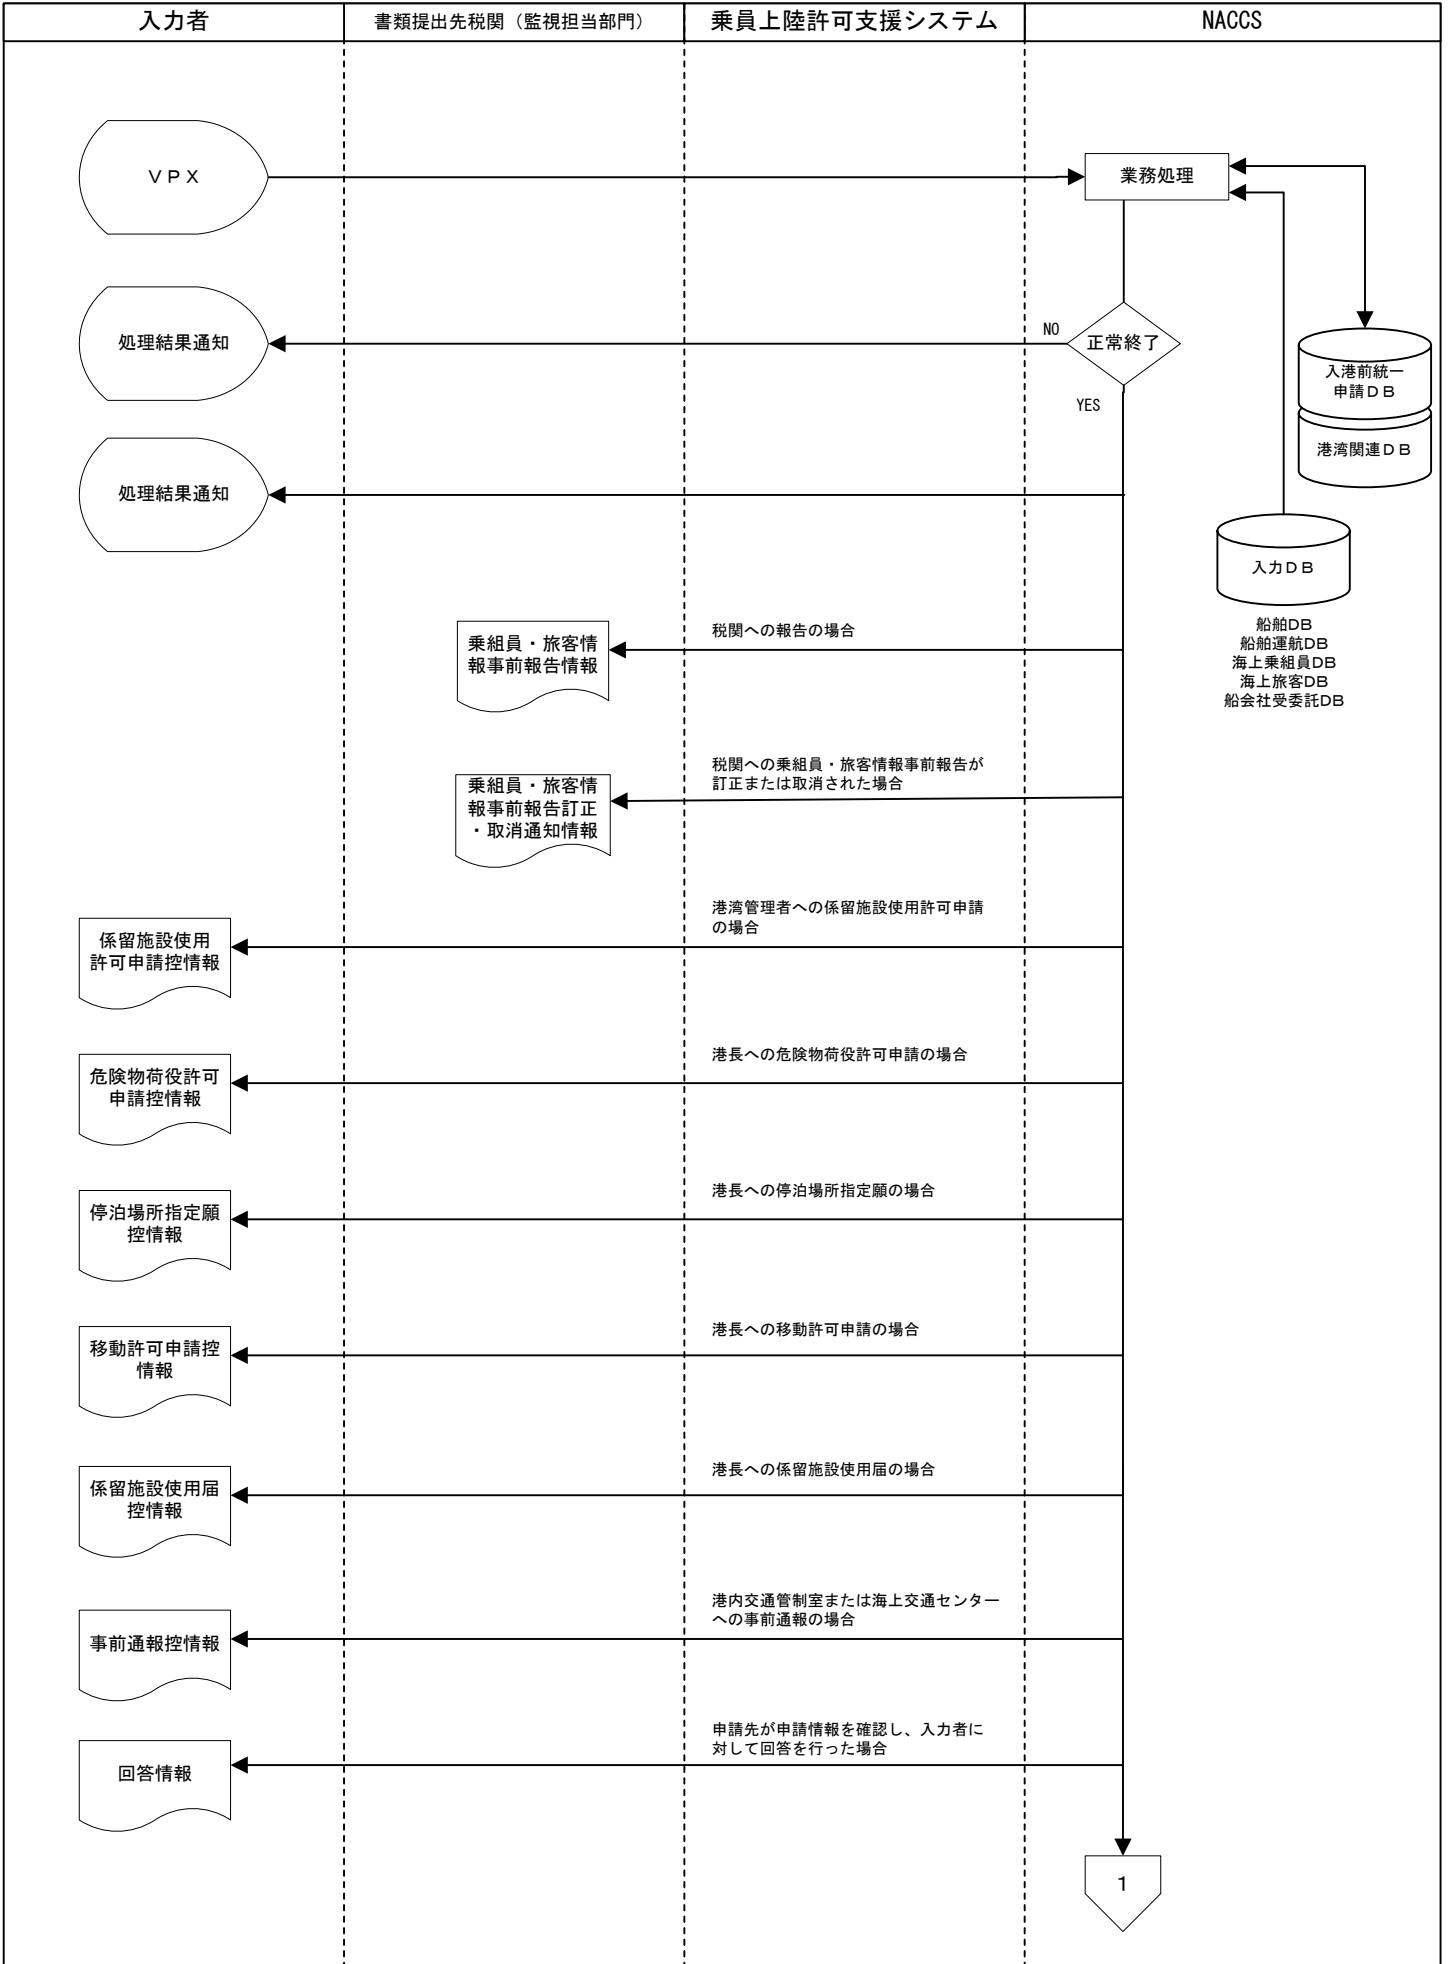 入力者
書類提出先税関（監視担当部門）
乗員上陸許可支援システム
NACCS
ＶＰＸ
業務処理
処理結果通知
NO
正常終了
YES
入港前統一
申請ＤＢ
港湾関連ＤＢ
処理結果通知
入力ＤＢ
船舶DB
船舶運航DB
海上乗組員DB
海上旅客DB
船会社受委託DB
税関への報告の場合
乗組員・旅客情
報事前報告情報
税関への乗組員・旅客情報事前報告が
訂正または取消された場合
乗組員・旅客情
報事前報告訂正
・取消通知情報
港湾管理者への係留施設使用許可申請
の場合
係留施設使用
許可申請控情報
港長への危険物荷役許可申請の場合
危険物荷役許可
申請控情報
港長への停泊場所指定願の場合
停泊場所指定願
控情報
港長への移動許可申請の場合
移動許可申請控
情報
港長への係留施設使用届の場合
係留施設使用届
控情報
港内交通管制室または海上交通センター
への事前通報の場合
事前通報控情報
申請先が申請情報を確認し、入力者に
対して回答を行った場合
回答情報
１